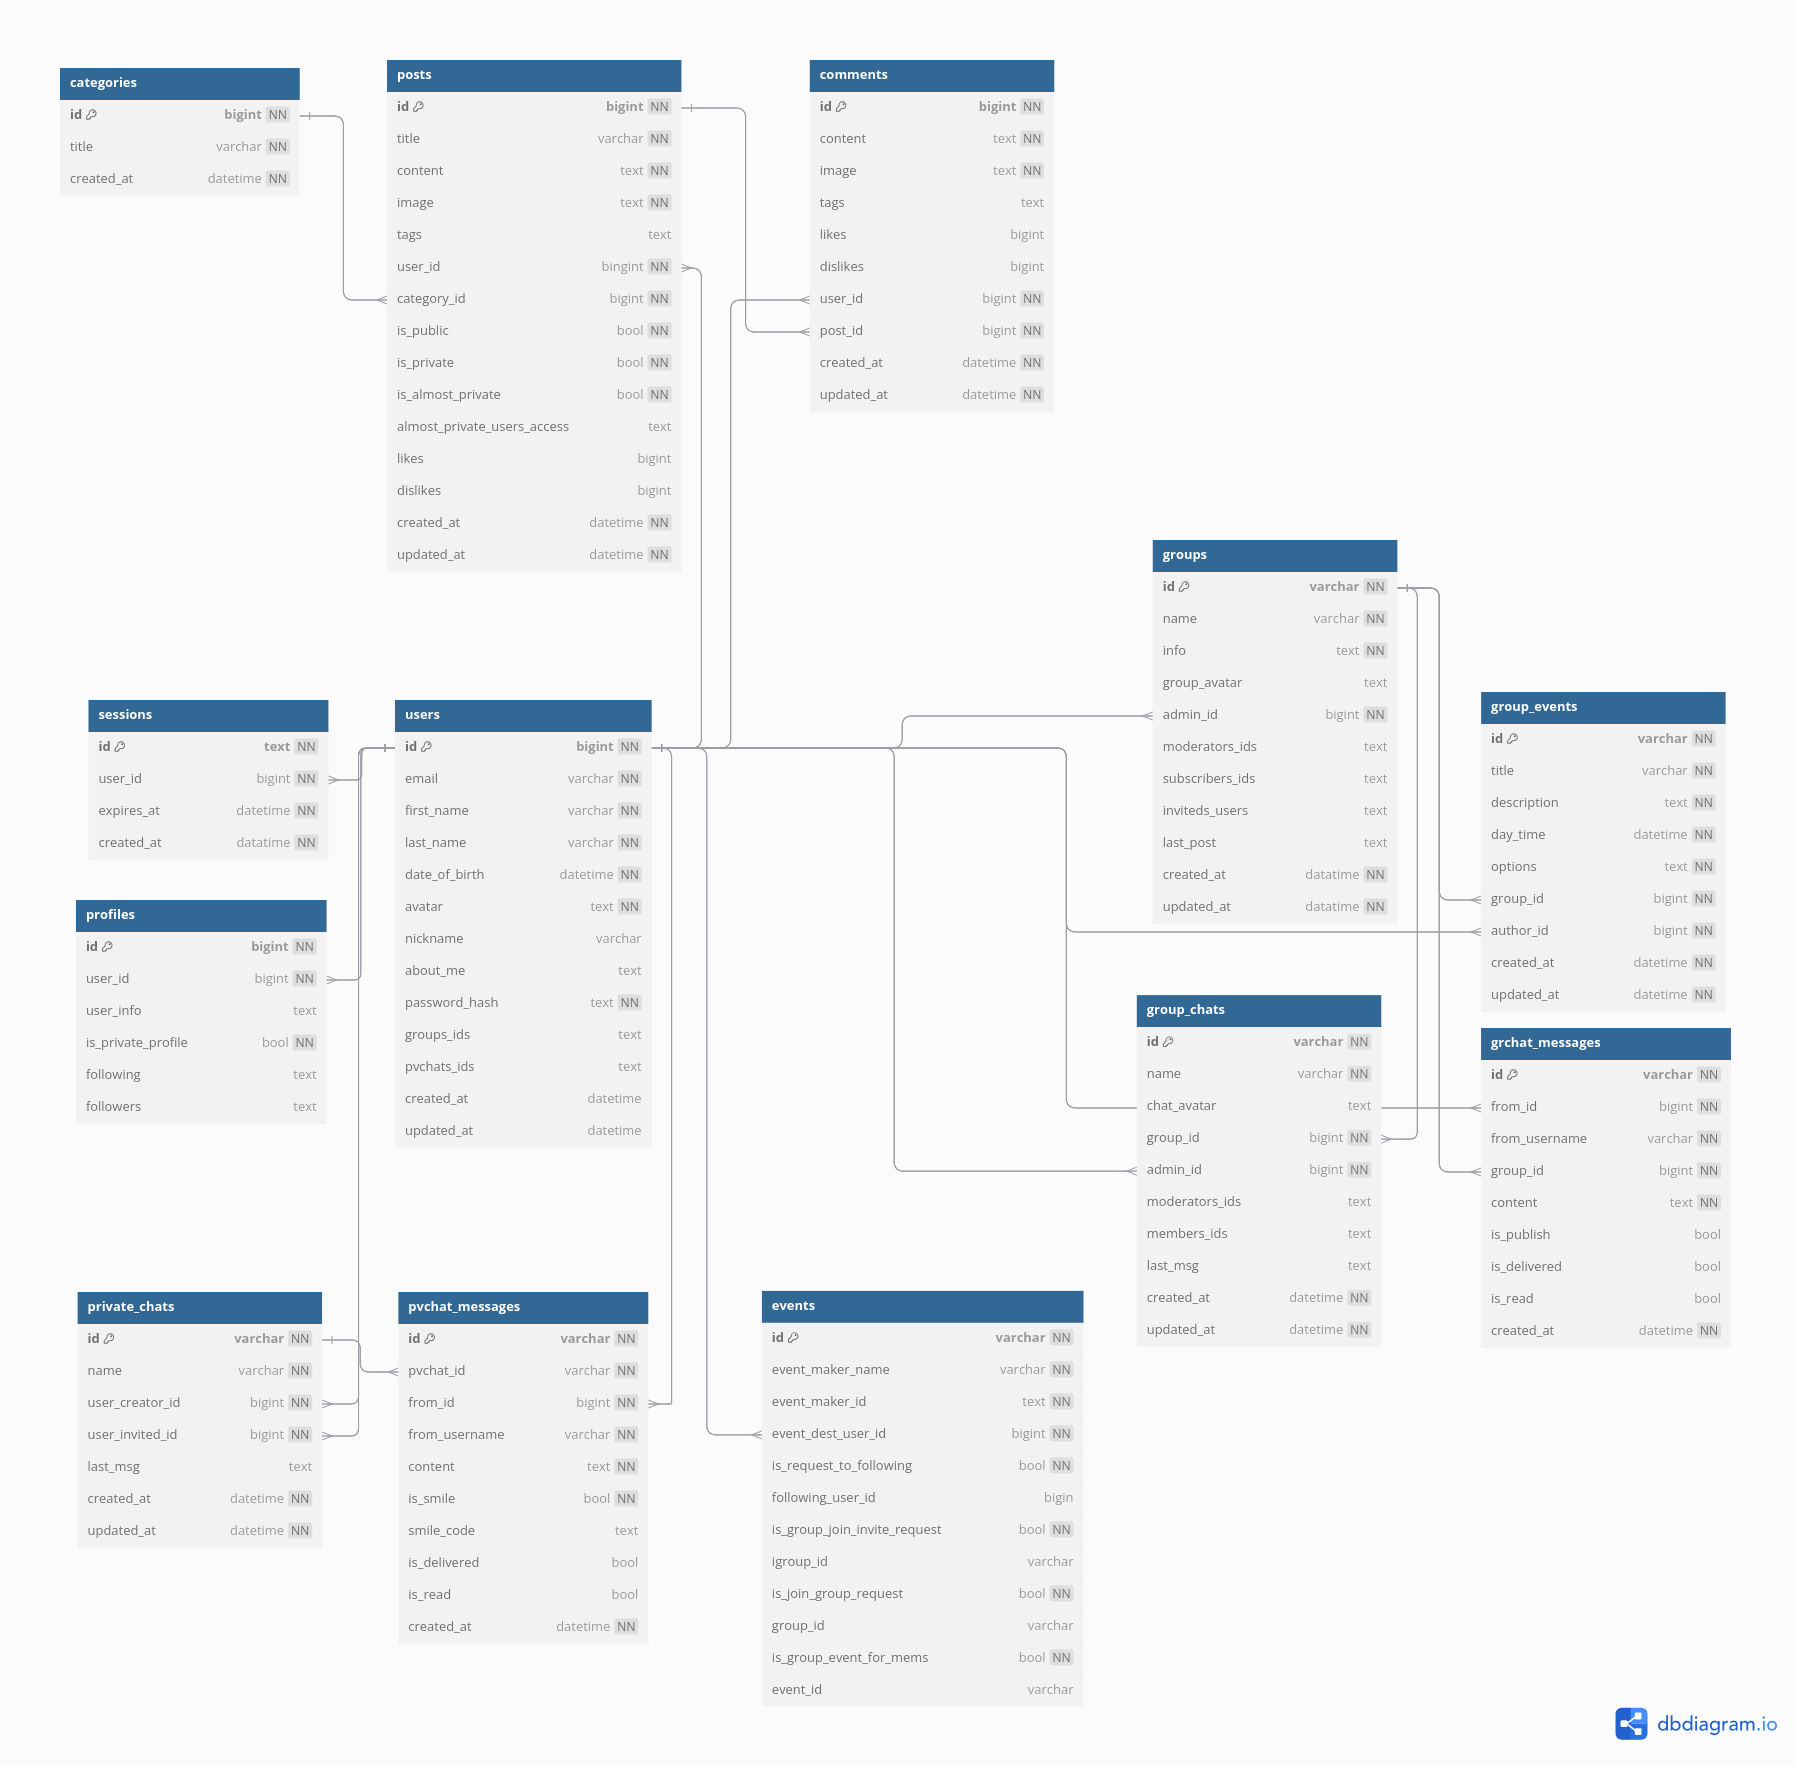 categories
id bigint NN
title varchar NN
created_at datetime NN
posts
id bigint NN
title varchar NN
content text NN
image text NN
tags text
user_id bingint NN
category_id bigint NN
is_public bool NN
is_private bool NN
is_almost_private bool NN
almost_private_users_access text
likes bigint
dislikes bigint
created_at datetime NN
updated_at datetime NN
comments
id bigint NN
content text NN
image text NN
tags text
likes bigint
dislikes bigint
user_id bigint NN
post_id bigint NN
created_at datetime NN
updated_at datetime NN
groups
id varchar NN
name varchar NN
info text NN
group_avatar text
admin_id bigint NN
moderators_ids text
subscribers_ids text
inviteds_users text
last_post text
created_at datatime NN
updated_at datatime NN
group_events
id varchar NN
title varchar NN
description text NN
day_time datetime NN
options text NN
group_id bigint NN
author_id bigint NN
created_at datetime NN
updated_at datetime NN
sessions
id text NN
user_id bigint NN
expires_at datetime NN
created_at datatime NN
users
id bigint NN
email varchar NN
first_name varchar NN
last_name varchar NN
date_of_birth datetime NN
avatar text NN
nickname varchar
about_me text
password_hash text NN
groups_ids text
pvchats_ids text
created_at datetime
updated_at datetime
profiles
id bigint NN
user_id bigint NN
user_info text
is_private_profile bool NN
following text
followers text
group_chats
id varchar NN
name varchar NN
chat_avatar text
group_id bigint NN
admin_id bigint NN
moderators_ids text
members_ids text
last_msg text
created_at datetime NN
updated_at datetime NN
grchat_messages
id varchar NN
from_id bigint NN
from_username varchar NN
group_id bigint NN
content text NN
is_publish bool
is_delivered bool
is_read bool
created_at datetime NN
private_chats
id varchar NN
name varchar NN
user_creator_id bigint NN
user_invited_id bigint NN
last_msg text
created_at datetime NN
updated_at datetime NN
pvchat_messages
id varchar NN
pvchat_id varchar NN
from_id bigint NN
from_username varchar NN
content text NN
is_smile bool NN
smile_code text
is_delivered bool
is_read bool
created_at datetime NN
events
id varchar NN
event_maker_name varchar NN
event_maker_id text NN
event_dest_user_id bigint NN
is_request_to_following bool NN
following_user_id bigin
is_group_join_invite_request bool NN
igroup_id varchar
is_join_group_request bool NN
group_id varchar
is_group_event_for_mems bool NN
event_id varchar
dbdiagram.io